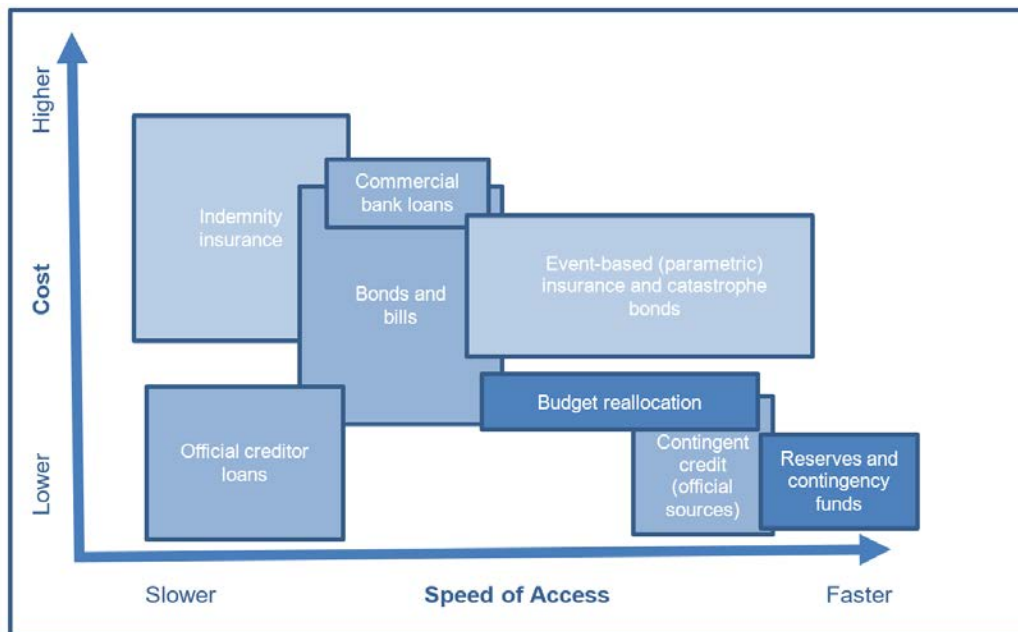 Higher
Cost
Lower
Indemnity
insurance
Commercial
bank loans
Bonds and
bills
Event-based (parametric)
insurance and catastrophe
bonds
Official creditor
loans
Budget reallocation
Contingent
credit
(official
sources)
Reserves and
contingency
funds
Slower
Speed of Access
Faster